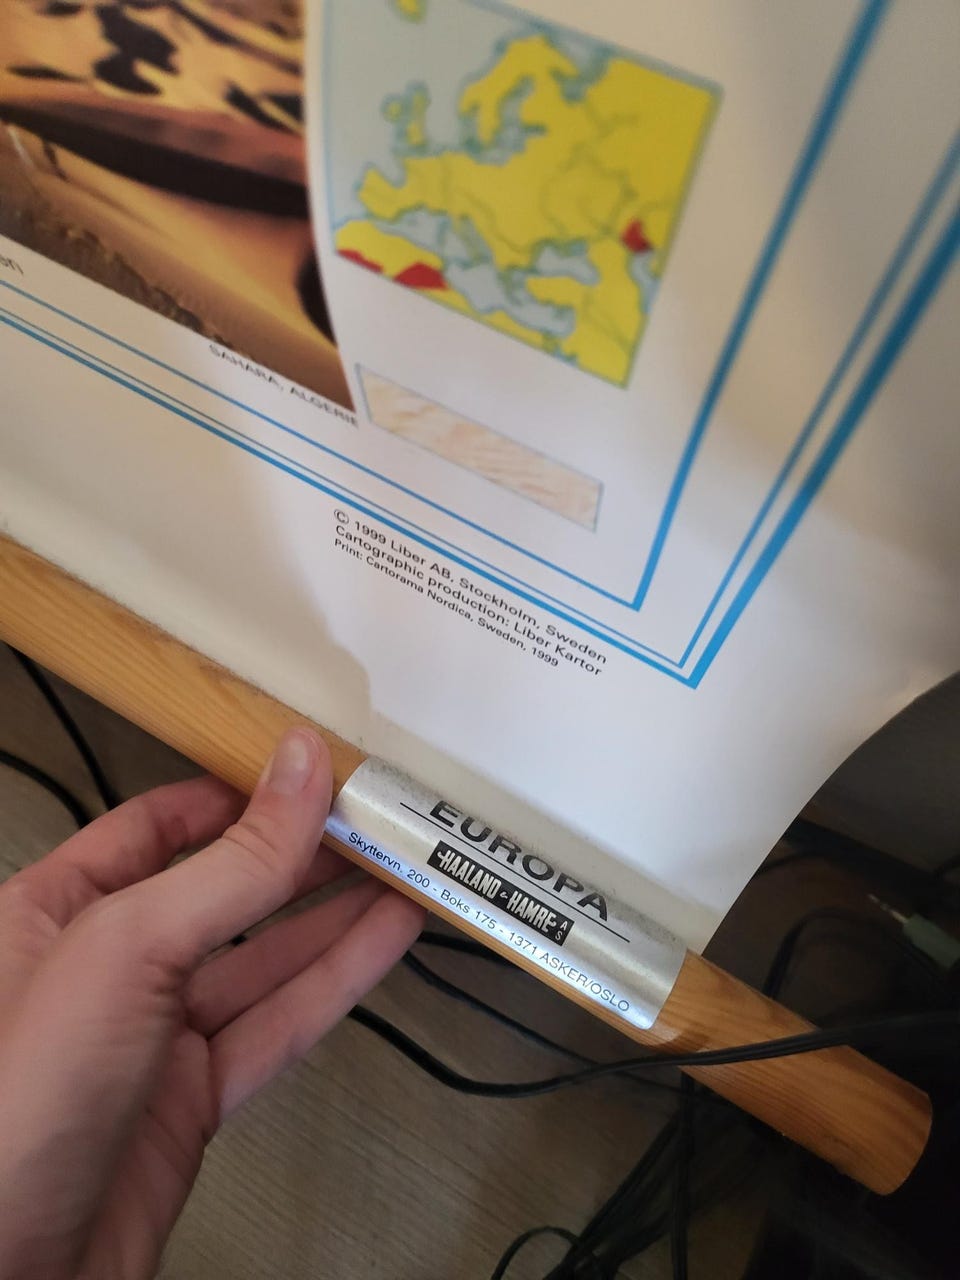 SAHARA, ALGERIE
© 1999 Liber AB, Stockholm, Sweden
Cartographic production: Liber Kartor
Print: Cartorama Nordica, Sweden, 1999
EUROPA
HAALAND & HAMRE A/S
Skyttervn. 200 - Boks 175 - 1371 ASKER/OSLO